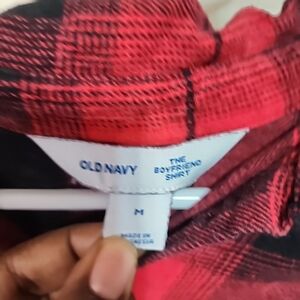 OLD NAVY
THE
BOYFRIEND
SHIRT
M
MADE IN